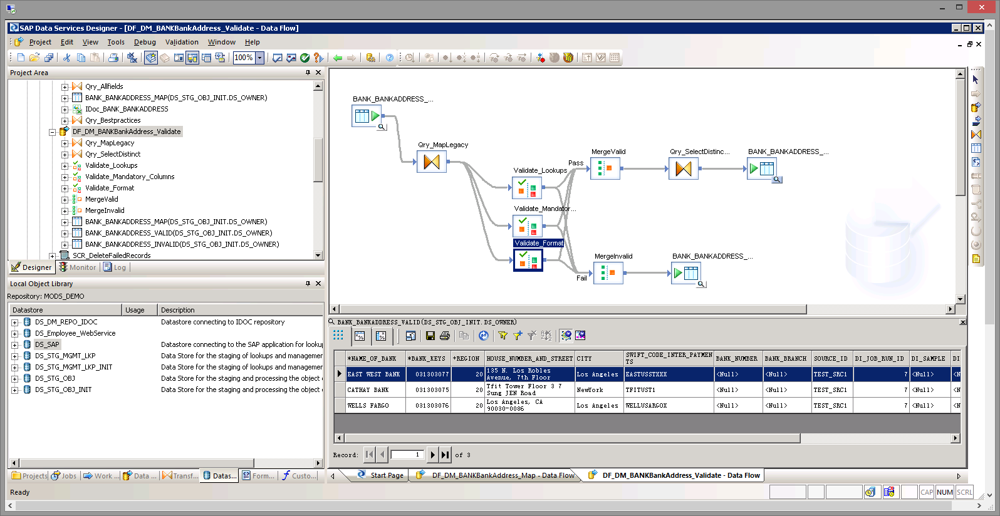 SAP Data Services Designer - [DF_DM_BANKBankAddress_Validate - Data Flow]
Project Edit View Tools Debug Validation Window Help
100%
Project Area
Qry_Allfields
BANK_BANKADDRESS_MAP(DS_STG_OBJ_INIT.DS_OWNER)
IDoc_BANK_BANKADDRESS
Qry_Bestpractices
DF_DM_BANKBankAddress_Validate
Qry_MapLegacy
Qry_SelectDistinct
Validate_Lookups
Validate_Mandatory_Columns
Validate_Format
MergeValid
MergeInvalid
BANK_BANKADDRESS_MAP(DS_STG_OBJ_INIT.DS_OWNER)
BANK_BANKADDRESS_VALID(DS_STG_OBJ_INIT.DS_OWNER)
BANK_BANKADDRESS_INVALID(DS_STG_OBJ_INIT.DS_OWNER)
SCR_DeleteFailedRecords
Designer Monitor Log
Local Object Library
Repository: MODS_DEMO
Datastore Usage Description
DS_DM_REPO_IDOC Datastore connecting to IDOC repository
DS_Employee_WebService
DS_SAP Datastore connecting to the SAP application for lookup
DS_STG_MGMT_LKP Data Store for the staging of lookups and managemen
DS_STG_MGMT_LKP_INIT Data Store for the staging of lookups and managemen
DS_STG_OBJ Data Store for the staging and processing the object
DS_STG_OBJ_INIT Data Store for the staging and processing the object
Projects Jobs Work ... Data ... Transf... Datas... Form... Custo...
BANK_BANKADDRESS_...
Qry_MapLegacy
Validate_Lookups
Validate_Mandator...
Validate_Format
Pass
Fail
MergeValid
Qry_SelectDistinc...
BANK_BANKADDRESS_...
MergeInvalid
BANK_BANKADDRESS_...
BANK_BANKADDRESS_VALID(DS_STG_OBJ_INIT.DS_OWNER)
*NAME_OF_BANK *BANK_KEYS +REGION HOUSE_NUMBER_AND_STREET CITY SWIFT_CODE_INTER_PAYMENTS BANK_NUMBER BANK_BRANCH SOURCE_ID DI_JOB_RUN_ID DI_SAMPLE DI
EAST WEST BANK 031303077 20 135 N. Los Robles Avenue, 7th Floor Los Angeles EASTUSSTXXX <Null> <Null> TEST_SRC1 7 <Null> <N
CATHAY BANK 031303075 20 Tfit Tower Floor 3 7 Sung JEN Road NewYork TFITUST1 <Null> <Null> TEST_SRC1 7 <Null> <N
WELLS FARGO 031303076 20 Los Angeles, CA 90030-0086 Los Angeles WELLUSARGOX <Null> <Null> TEST_SRC1 7 <Null> <N
Record: 1 of 3
Start Page DF_DM_BANKBankAddress_Map - Data Flow DF_DM_BANKBankAddress_Validate - Data Flow
Ready
CAP NUM SCRL